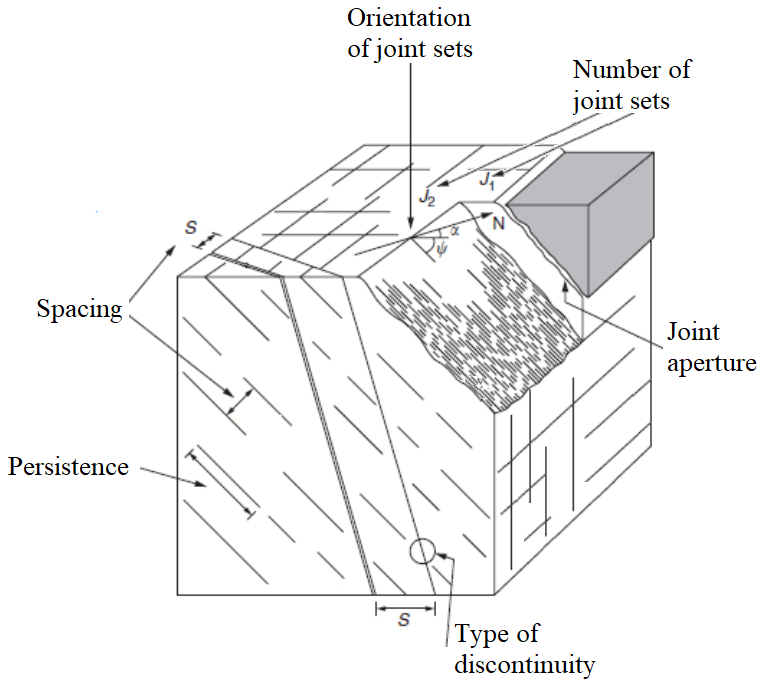 Orientation
of joint sets
Number of
joint sets
J1
J2
S
N
α
ψ
Spacing
Joint
aperture
Persistence
S
Type of
discontinuity